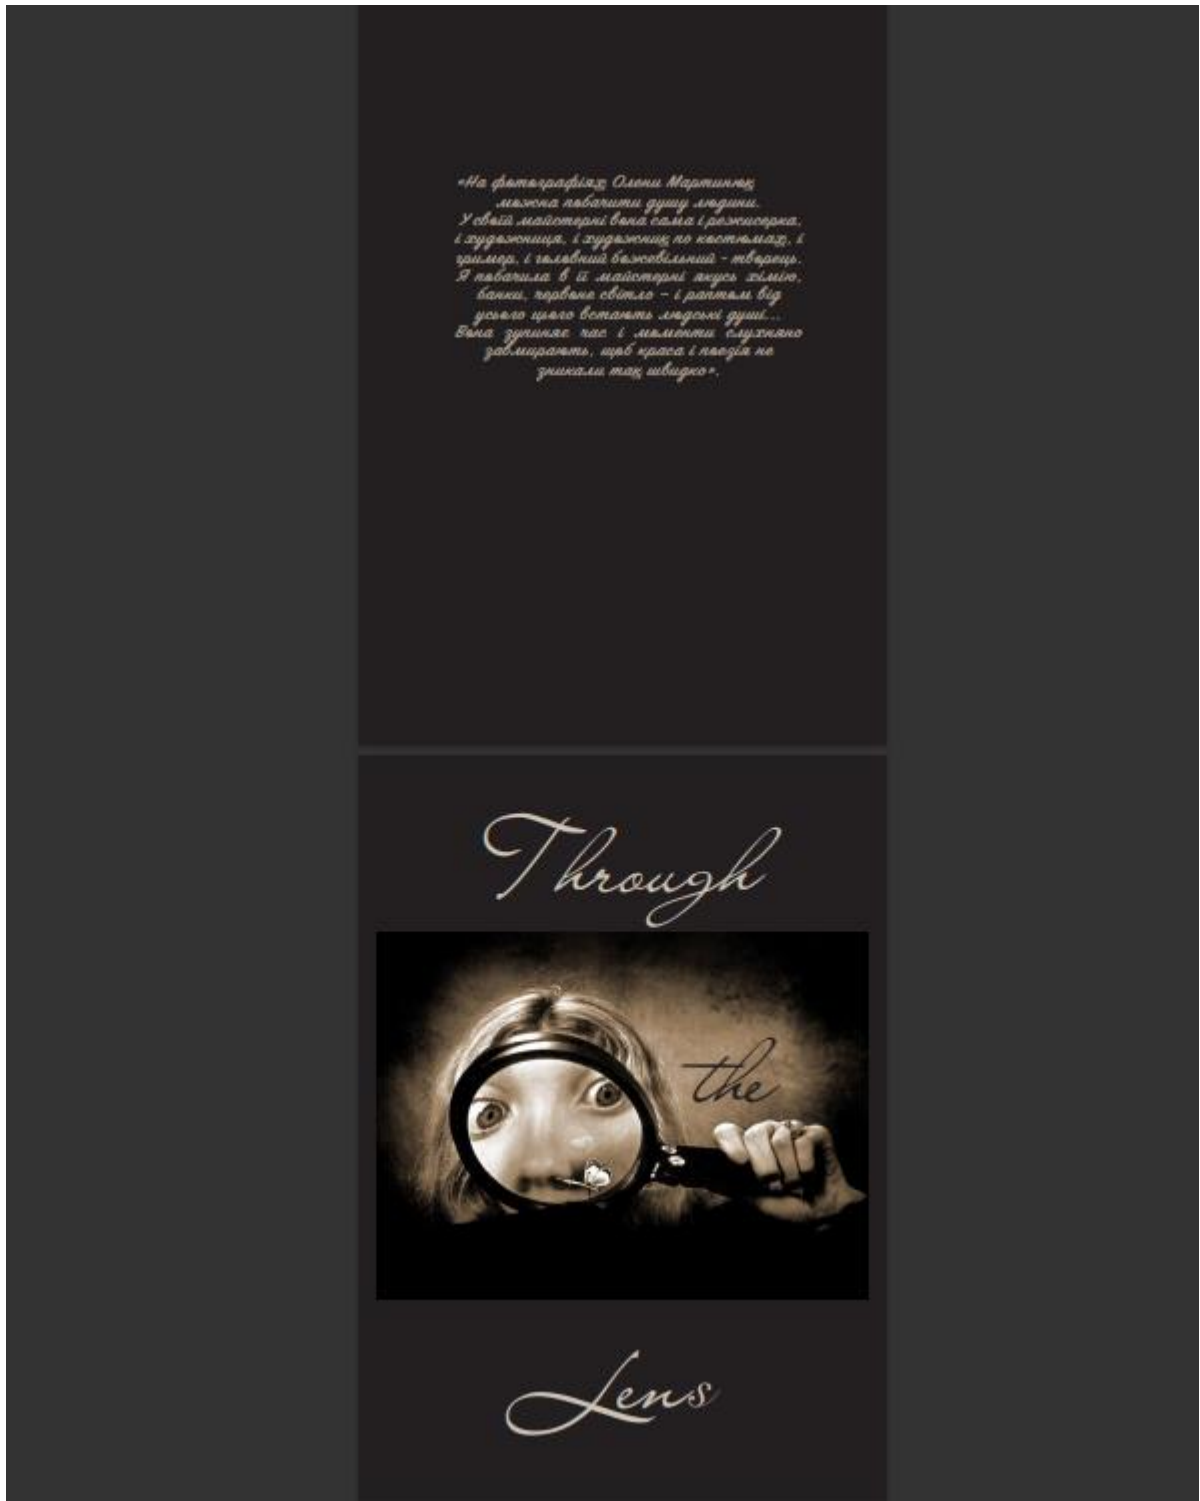 «На фотографіях Олени Мартинюк
можна побачити душу людини.
У своїй майстерні вона сама і режисерка,
і художниця, і художник по костюмах, і
гример, і головний божевільний - творець.
Я побачила в її майстерні якусь хімію,
банки, червоне світло – і раптом від
усього цього встають людські душі...
Вона зупиняє час і моменти слухняно
завмирають, щоб краса і поезія не
зникали так швидко».
Through
the
Lens